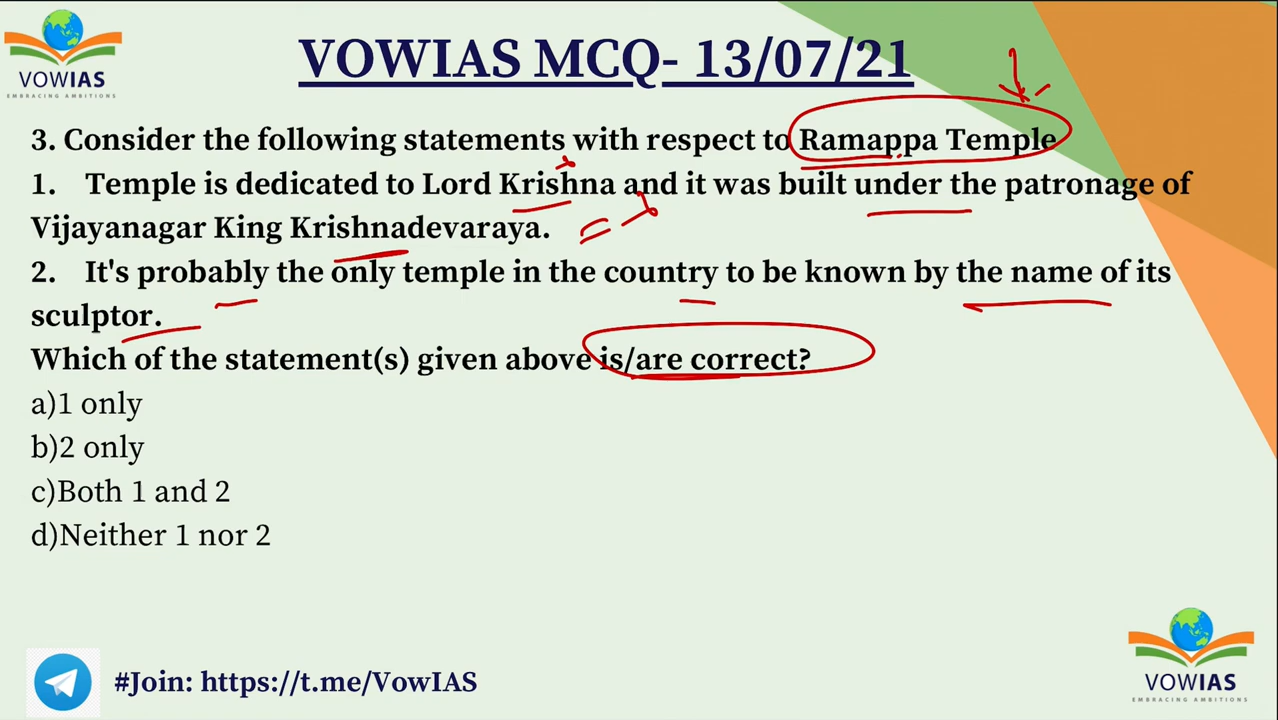 VOWIAS
EMBRACING AMBITIONS
VOWIAS MCQ- 13/07/21
3. Consider the following statements with respect to Ramappa Temple
1. Temple is dedicated to Lord Krishna and it was built under the patronage of
Vijayanagar King Krishnadevaraya.
2. It's probably the only temple in the country to be known by the name of its
sculptor.
Which of the statement(s) given above is/are correct?
a)1 only
b)2 only
c)Both 1 and 2
d)Neither 1 nor 2
#Join: https://t.me/VowIAS
VOWIAS
EMBRACING AMBITIONS